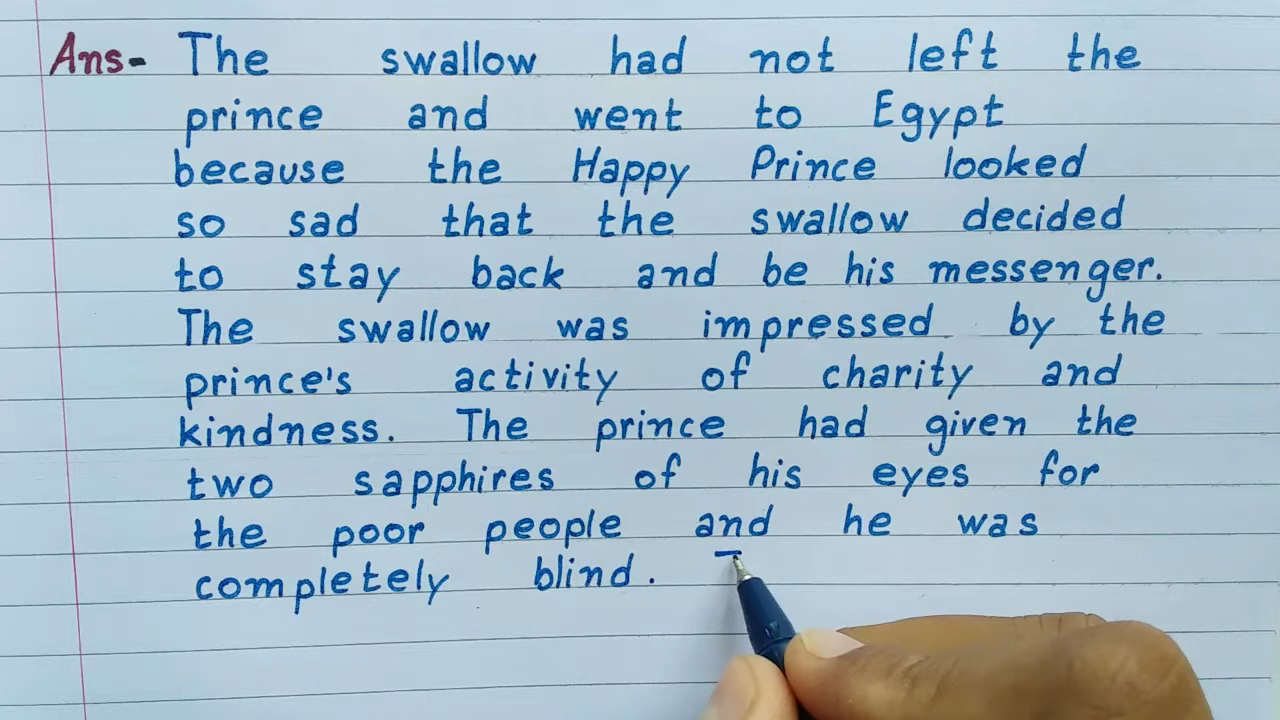 Ans- The swallow had not left the
prince and went to Egypt
because the Happy Prince looked
so sad that the swallow decided
to stay back and be his messenger.
The swallow was impressed by the
prince's activity of charity and
kindness. The prince had given the
two sapphires of his eyes for
the poor people and he was
completely blind.